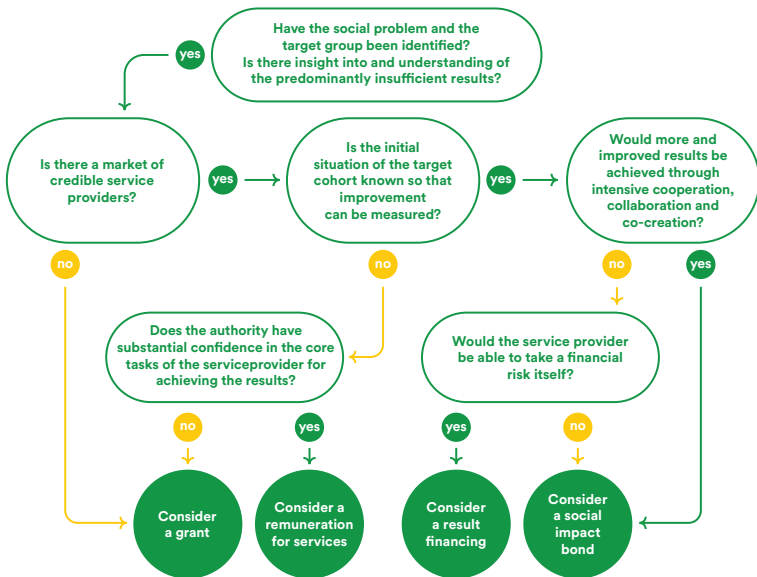 Have the social problem and the
target group been identified?
Is there insight into and understanding of
the predominantly insufficient results?
yes
Is there a market of
credible service
providers?
yes
Is the initial
situation of the target
cohort known so that
improvement
can be measured?
yes
Would more and
improved results be
achieved through
intensive cooperation,
collaboration and
co-creation?
no
no
no
yes
Does the authority have
substantial confidence in the core
tasks of the serviceprovider for
achieving the results?
Would the service provider
be able to take a financial
risk itself?
no
yes
yes
no
Consider
a grant
Consider a
remuneration
for services
Consider
a result
financing
Consider
a social
impact
bond